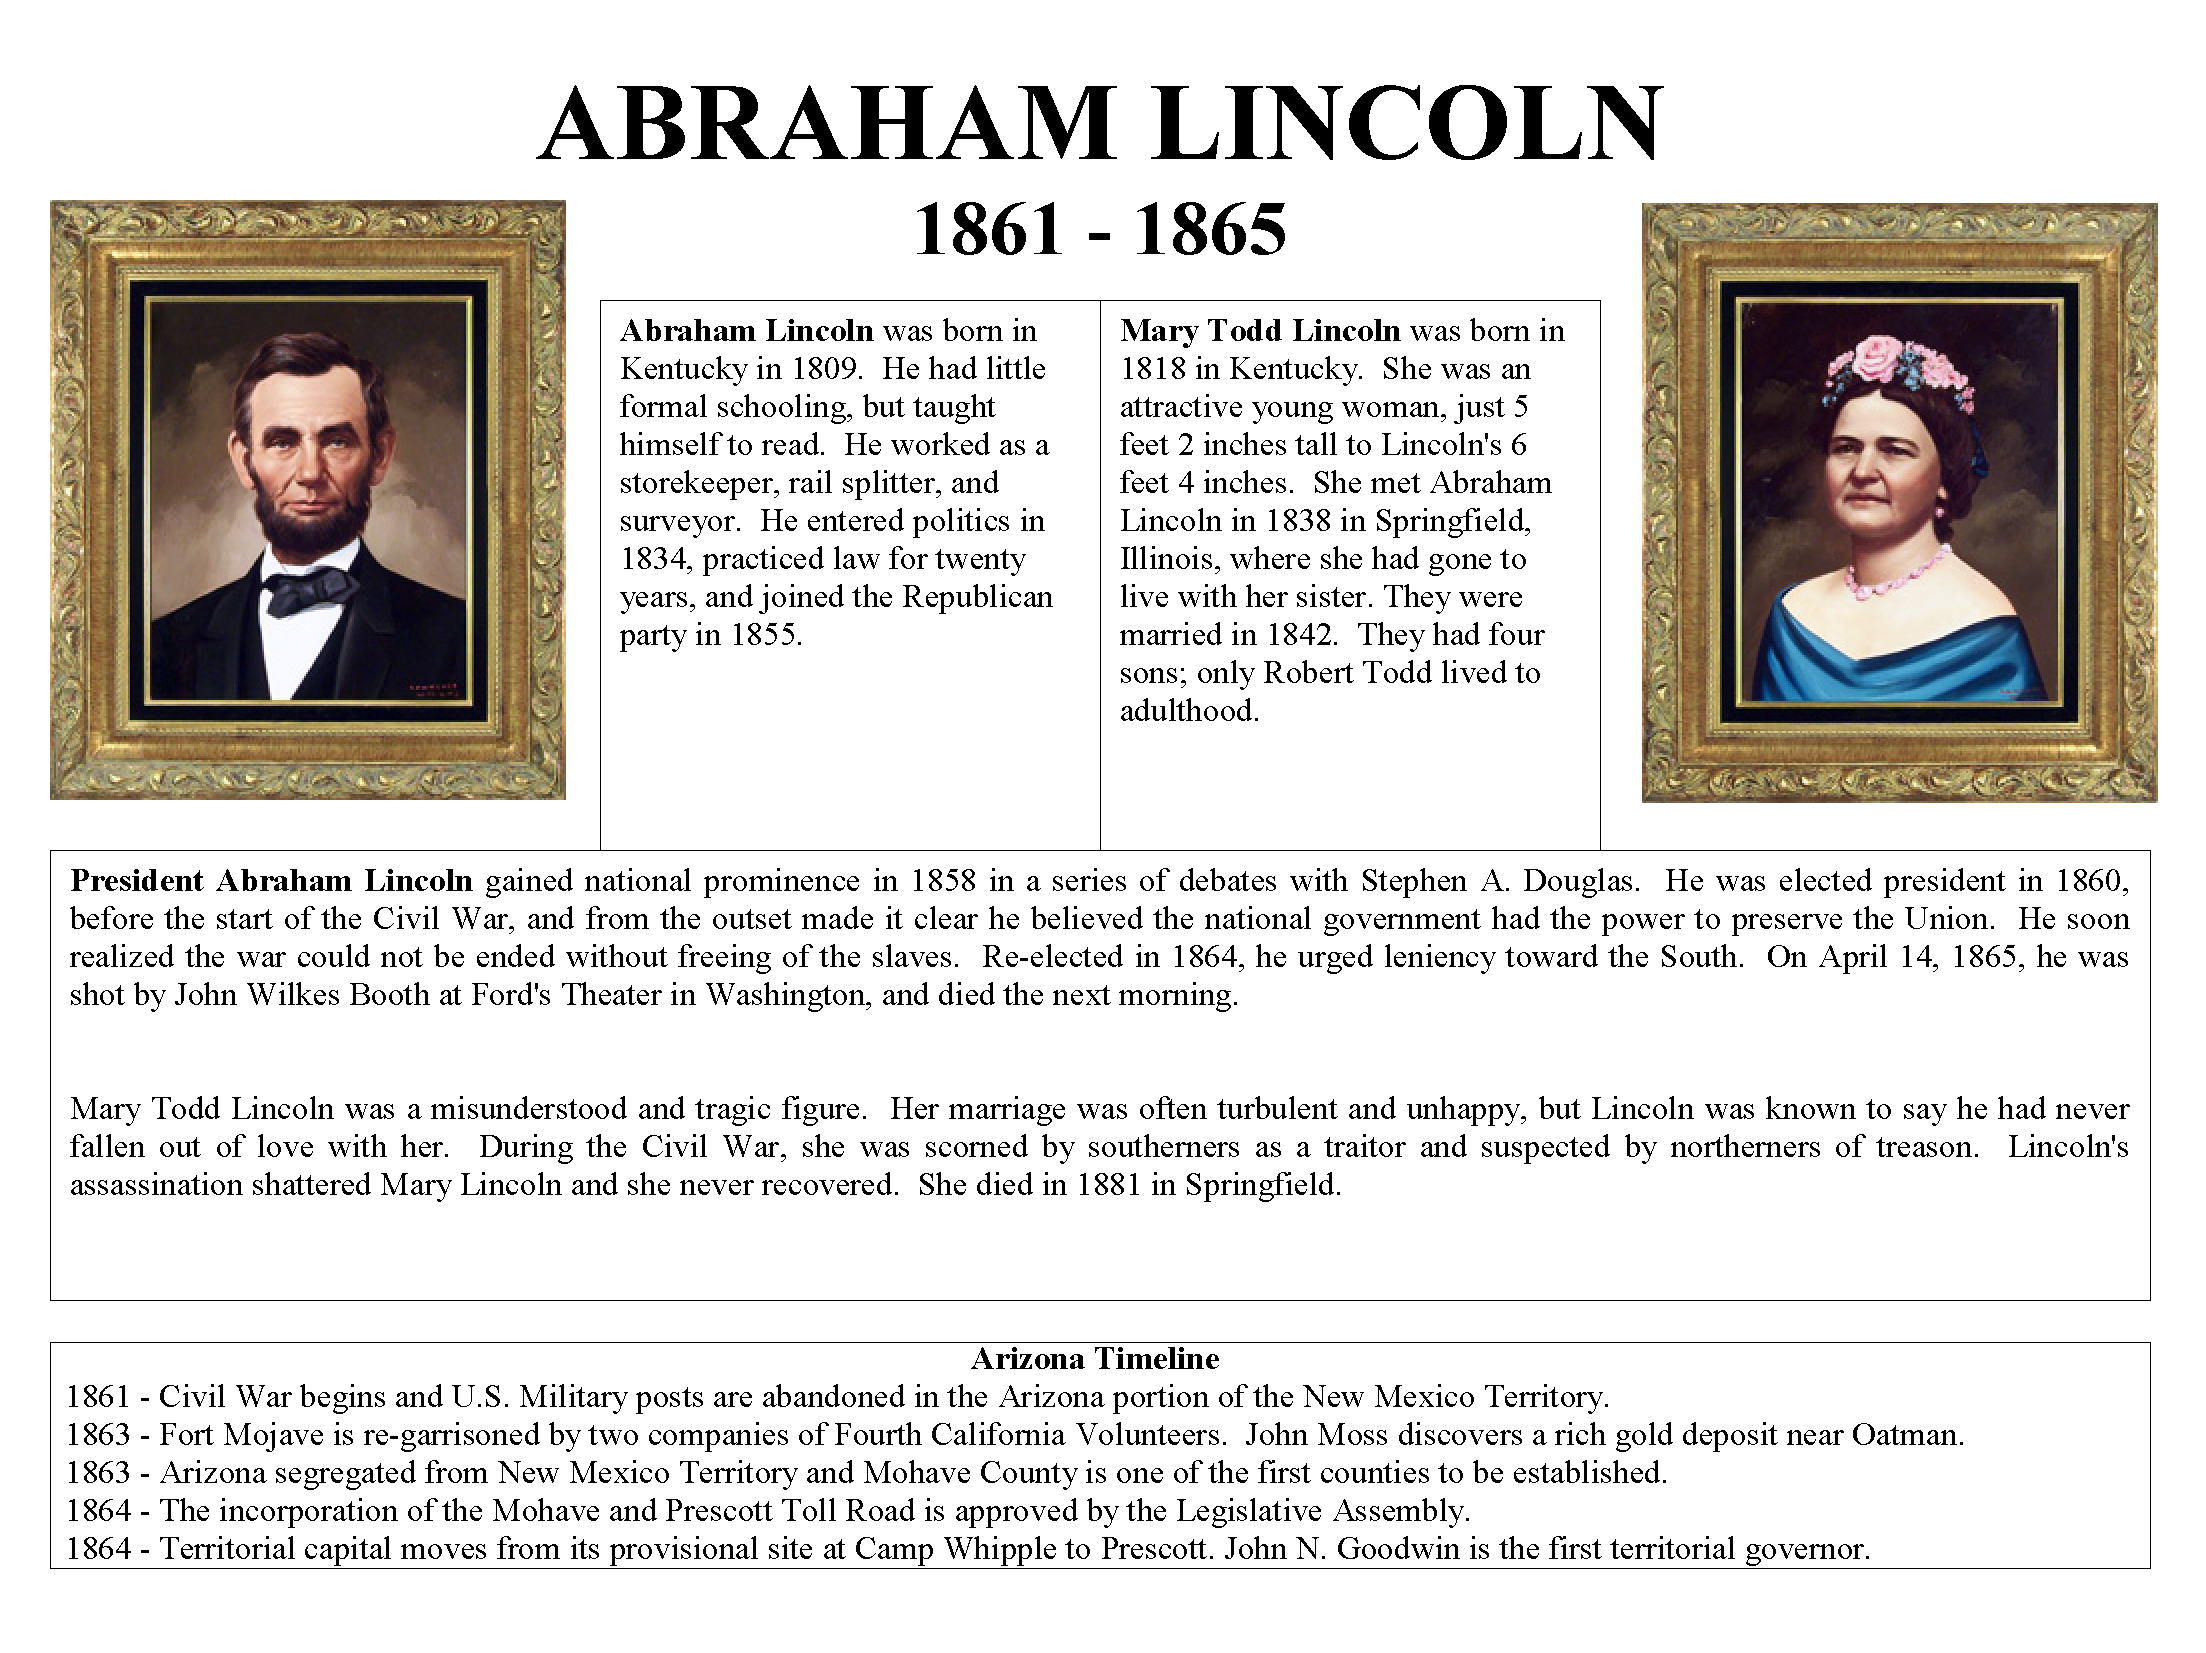 ABRAHAM LINCOLN
1861 - 1865
Abraham Lincoln was born in
Kentucky in 1809.  He had little
formal schooling, but taught
himself to read.  He worked as a
storekeeper, rail splitter, and
surveyor.  He entered politics in
1834, practiced law for twenty
years, and joined the Republican
party in 1855.
Mary Todd Lincoln was born in
1818 in Kentucky.  She was an
attractive young woman, just 5
feet 2 inches tall to Lincoln's 6
feet 4 inches.  She met Abraham
Lincoln in 1838 in Springfield,
Illinois, where she had gone to
live with her sister. They were
married in 1842.  They had four
sons; only Robert Todd lived to
adulthood.
President Abraham Lincoln gained national prominence in 1858 in a series of debates with Stephen A. Douglas.  He was elected president in 1860,
before the start of the Civil War, and from the outset made it clear he believed the national government had the power to preserve the Union.  He soon
realized the war could not be ended without freeing of the slaves.  Re-elected in 1864, he urged leniency toward the South.  On April 14, 1865, he was
shot by John Wilkes Booth at Ford's Theater in Washington, and died the next morning.
Mary Todd Lincoln was a misunderstood and tragic figure.  Her marriage was often turbulent and unhappy, but Lincoln was known to say he had never
fallen out of love with her.  During the Civil War, she was scorned by southerners as a traitor and suspected by northerners of treason.  Lincoln's
assassination shattered Mary Lincoln and she never recovered.  She died in 1881 in Springfield.
Arizona Timeline
1861 - Civil War begins and U.S. Military posts are abandoned in the Arizona portion of the New Mexico Territory.
1863 - Fort Mojave is re-garrisoned by two companies of Fourth California Volunteers.  John Moss discovers a rich gold deposit near Oatman.
1863 - Arizona segregated from New Mexico Territory and Mohave County is one of the first counties to be established.
1864 - The incorporation of the Mohave and Prescott Toll Road is approved by the Legislative Assembly.
1864 - Territorial capital moves from its provisional site at Camp Whipple to Prescott. John N. Goodwin is the first territorial governor.